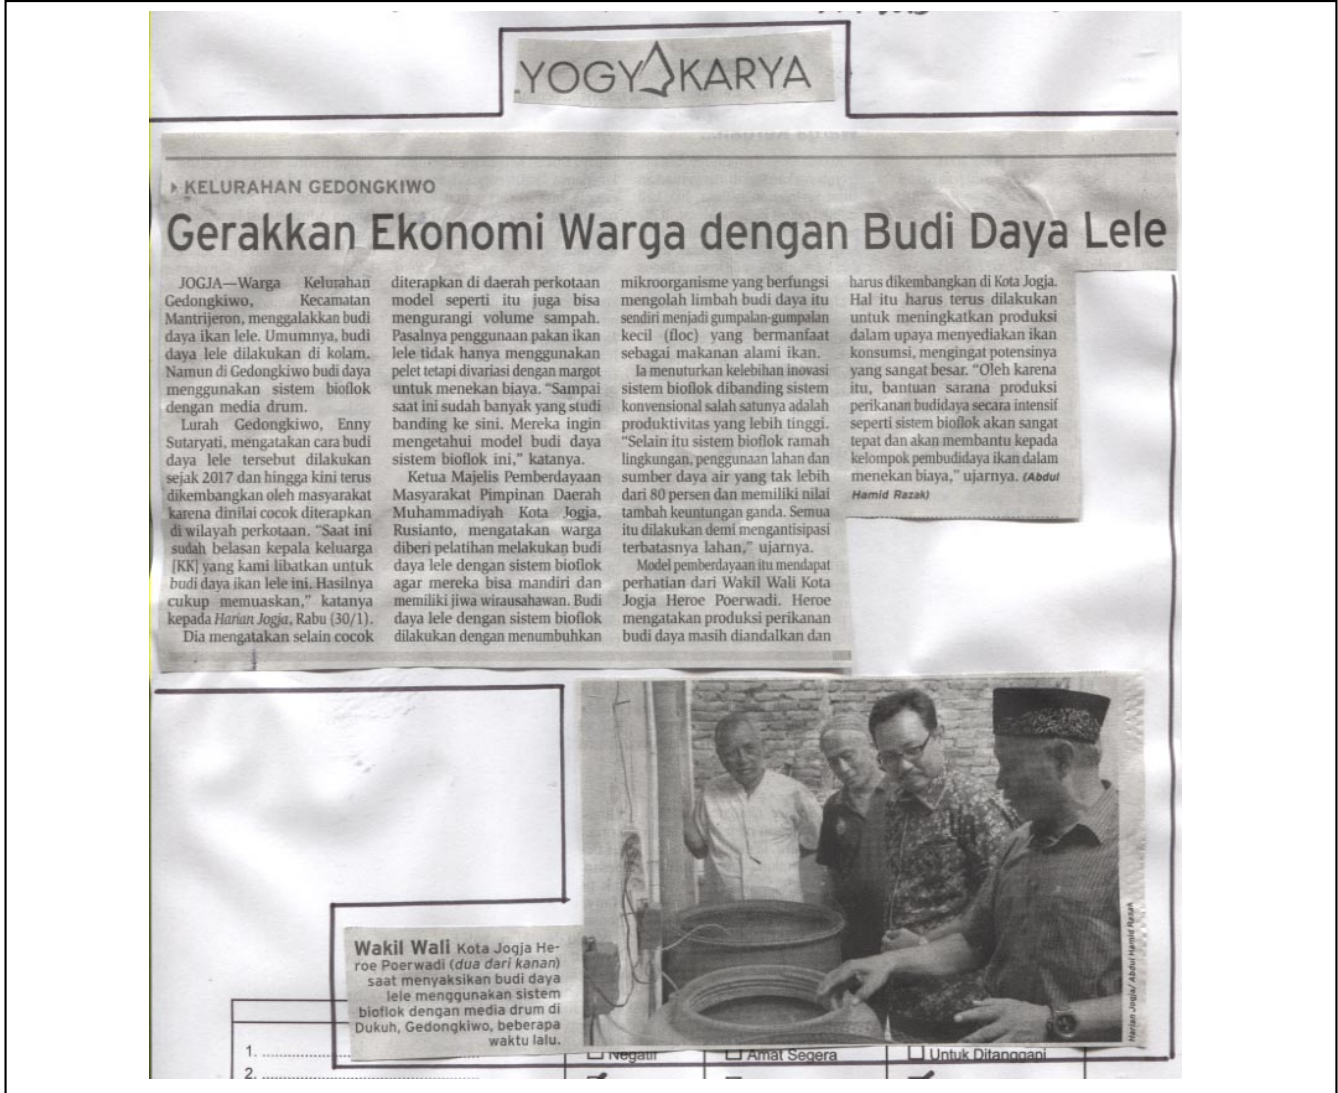 YOGYAKARYA
KELURAHAN GEDONGKIWO
Gerakkan Ekonomi Warga dengan Budi Daya Lele
JOGJA—Warga Kelurahan
Gedongkiwo, Kecamatan
Mantrijeron, menggalakkan budi
daya ikan lele. Umumnya, budi
daya lele dilakukan di kolam.
Namun di Gedongkiwo budi daya
menggunakan sistem bioflok
dengan media drum.
Lurah Gedongkiwo, Enny
Sutaryati, mengatakan cara budi
daya lele tersebut dilakukan
sejak 2017 dan hingga kini terus
dikembangkan oleh masyarakat
karena dinilai cocok diterapkan
di wilayah perkotaan. “Saat ini
sudah belasan kepala keluarga
[KK] yang kami libatkan untuk
budi daya ikan lele ini. Hasilnya
cukup memuaskan,” katanya
kepada Harian Jogja, Rabu (30/1).
Dia mengatakan selain cocok
diterapkan di daerah perkotaan
model seperti itu juga bisa
mengurangi volume sampah.
Pasalnya penggunaan pakan ikan
lele tidak hanya menggunakan
pelet tetapi divariasi dengan margot
untuk menekan biaya. “Sampai
saat ini sudah banyak yang studi
banding ke sini. Mereka ingin
mengetahui model budi daya
sistem bioflok ini,” katanya.
Ketua Majelis Pemberdayaan
Masyarakat Pimpinan Daerah
Muhammadiyah Kota Jogja,
Rusianto, mengatakan warga
diberi pelatihan melakukan budi
daya lele dengan sistem bioflok
agar mereka bisa mandiri dan
memiliki jiwa wirausahawan. Budi
daya lele dengan sistem bioflok
dilakukan dengan menumbuhkan
mikroorganisme yang berfungsi
mengolah limbah budi daya itu
sendiri menjadi gumpalan-gumpalan
kecil (floc) yang bermanfaat
sebagai makanan alami ikan.
Ia menuturkan kelebihan inovasi
sistem bioflok dibanding sistem
konvensional salah satunya adalah
produktivitas yang lebih tinggi.
“Selain itu sistem bioflok ramah
lingkungan, penggunaan lahan dan
sumber daya air yang tak lebih
dari 80 persen dan memiliki nilai
tambah keuntungan ganda. Semua
itu dilakukan demi mengantisipasi
terbatasnya lahan,” ujarnya.
Model pemberdayaan itu mendapat
perhatian dari Wakil Wali Kota
Jogja Heroe Poerwadi. Heroe
mengatakan produksi perikanan
budi daya masih diandalkan dan
harus dikembangkan di Kota Jogja.
Hal itu harus terus dilakukan
untuk meningkatkan produksi
dalam upaya menyediakan ikan
konsumsi, mengingat potensinya
yang sangat besar. “Oleh karena
itu, bantuan sarana produksi
perikanan budidaya secara intensif
seperti sistem bioflok akan sangat
tepat dan akan membantu kepada
kelompok pembudidaya ikan dalam
menekan biaya,” ujarnya. (Abdul
Hamid Razak)
Wakil Wali Kota Jogja He-
roe Poerwadi (dua dari kanan)
saat menyaksikan budi daya
lele menggunakan sistem
bioflok dengan media drum di
Dukuh, Gedongkiwo, beberapa
waktu lalu.
Harian Jogja/Abdul Hamid Razak
1. Negatif Amat Segera Untuk Ditanggapi
2.